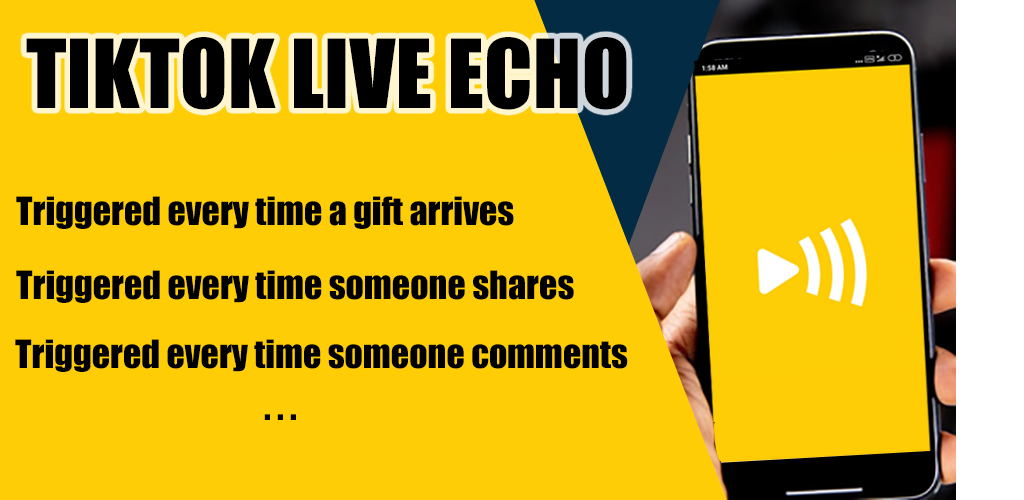 TIKTOK LIVE ECHO
1:58 AM
Triggered every time a gift arrives
Triggered every time someone shares
Triggered every time someone comments
...